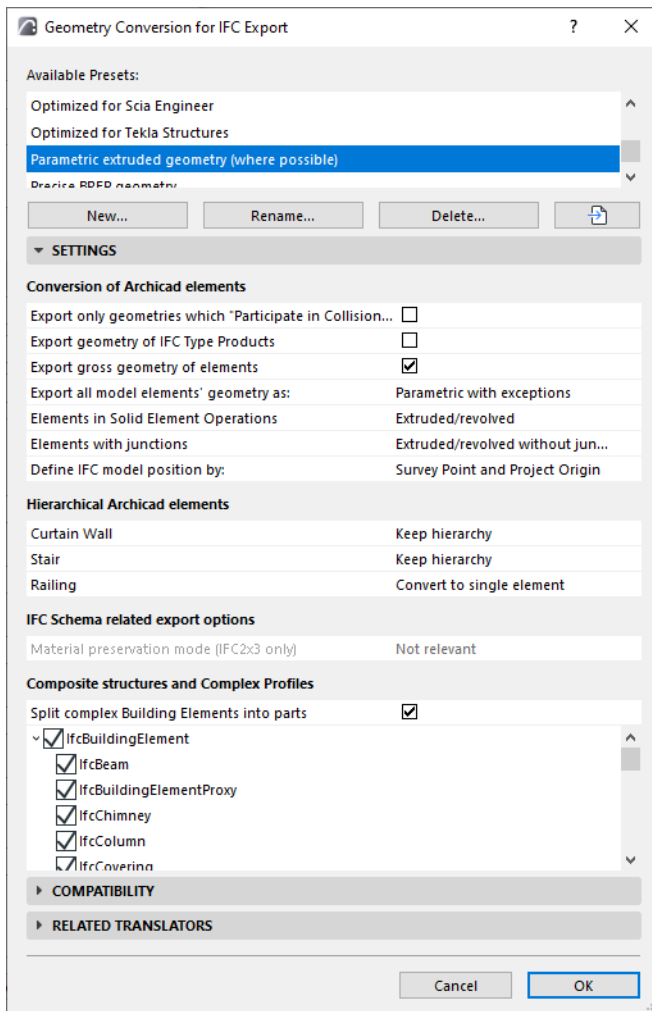 Geometry Conversion for IFC Export
?
Available Presets:
Optimized for Scia Engineer
Optimized for Tekla Structures
Parametric extruded geometry (where possible)
Precise BREP geometry
New... Rename... Delete...
SETTINGS
Conversion of Archicad elements
Export only geometries which "Participate in Collision...
Export geometry of IFC Type Products
Export gross geometry of elements
Export all model elements' geometry as: Parametric with exceptions
Elements in Solid Element Operations Extruded/revolved
Elements with junctions Extruded/revolved without jun...
Define IFC model position by: Survey Point and Project Origin
Hierarchical Archicad elements
Curtain Wall Keep hierarchy
Stair Keep hierarchy
Railing Convert to single element
IFC Schema related export options
Material preservation mode (IFC2x3 only) Not relevant
Composite structures and Complex Profiles
Split complex Building Elements into parts
IfcBuildingElement
IfcBeam
IfcBuildingElementProxy
IfcChimney
IfcColumn
IfcCovering
COMPATIBILITY
RELATED TRANSLATORS
Cancel OK